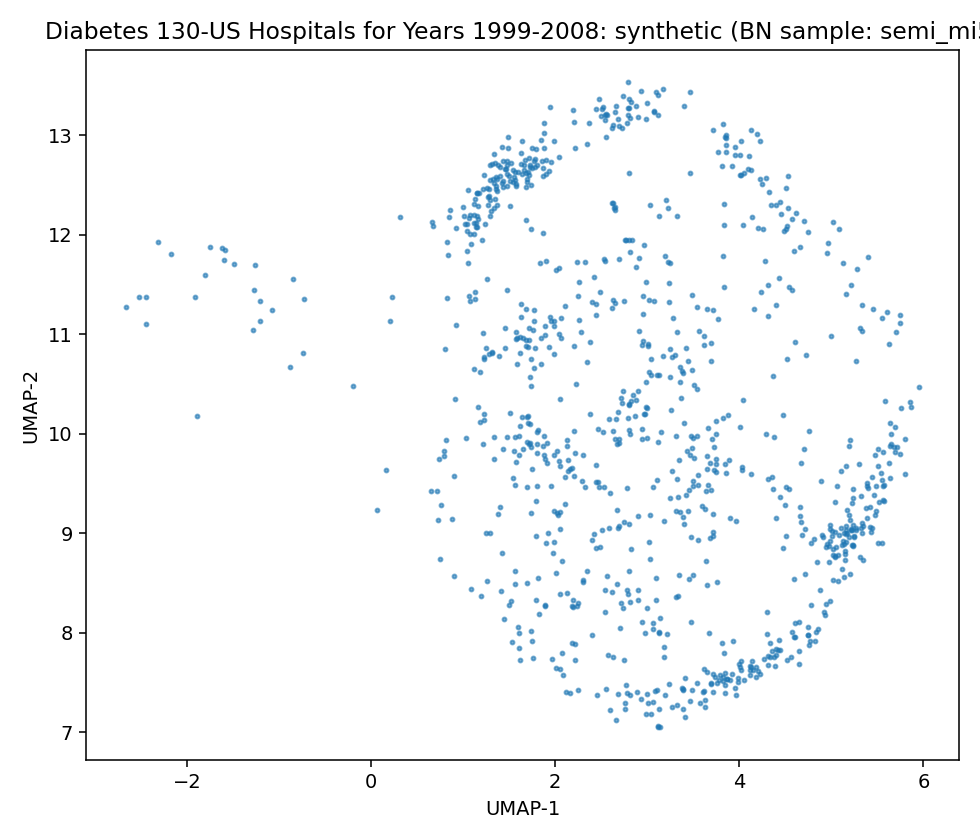 Diabetes 130-US Hospitals for Years 1999-2008: synthetic (BN sample: semi_mi
13
12
11
10
9
8
7
UMAP-2
−2 0 2 4 6
UMAP-1